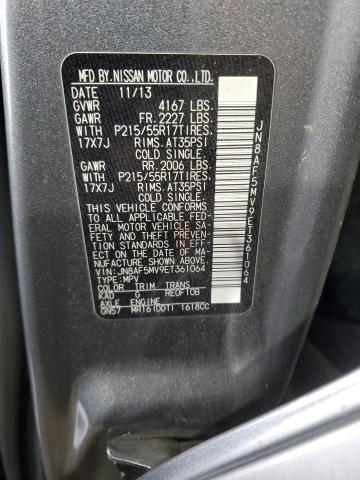 MFD.BY.NISSAN MOTOR CO.,LTD.
DATE 11/13
GVWR 4167 LBS.
GAWR FR. 2227 LBS.
WITH P215/55R17TIRES.
17X7J RIMS. AT35PSI
COLD SINGLE.
GAWR RR. 2006 LBS.
WITH P215/55R17TIRES.
17X7J RIMS. AT35PSI
COLD SINGLE.
THIS VEHICLE CONFORMS
TO ALL APPLICABLE FED-
ERAL MOTOR VEHICLE SA-
FETY AND THEFT PREVEN-
TION STANDARDS IN EFF-
ECT ON THE DATE OF MA-
NUFACTURE SHOWN ABOVE.
VIN:JN8AF5MV9ET361064
TYPE:MPV
COLOR TRIM TRANS
KAD G RE0F10B
AXLE ENGINE
GN57 MR16(DDT) 1618CC
JN8AF5MV9ET361064